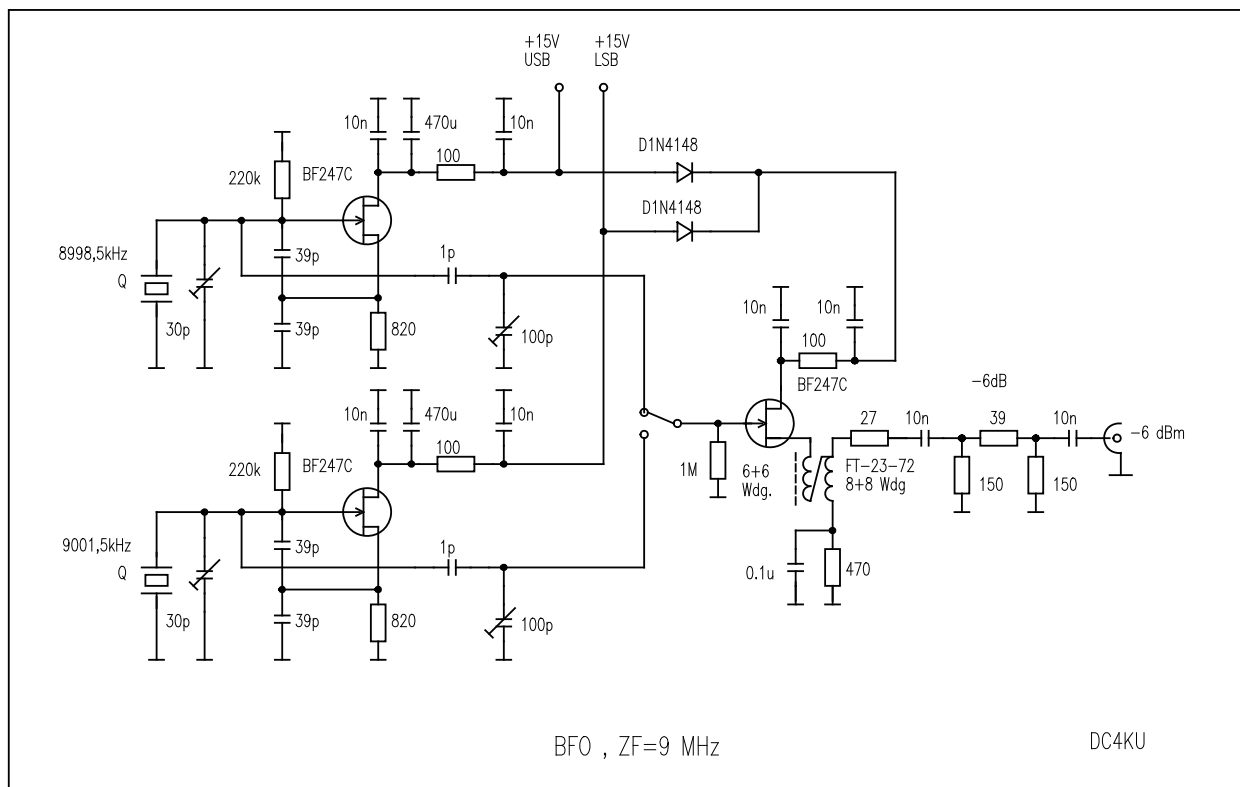 +15V
USB
+15V
LSB
10n
470u
10n
100
D1N4148
220k
BF247C
D1N4148
8998,5kHz
Q
39p
1p
30p
39p
820
100p
10n
10n
100
BF247C
10n
470u
10n
100
220k
BF247C
-6dB
27
10n
39
10n
-6 dBm
1M
6+6
Wdg.
FT-23-72
8+8 Wdg
150
150
9001,5kHz
Q
39p
1p
30p
39p
820
100p
0.1u
470
BFO , ZF=9 MHz
DC4KU